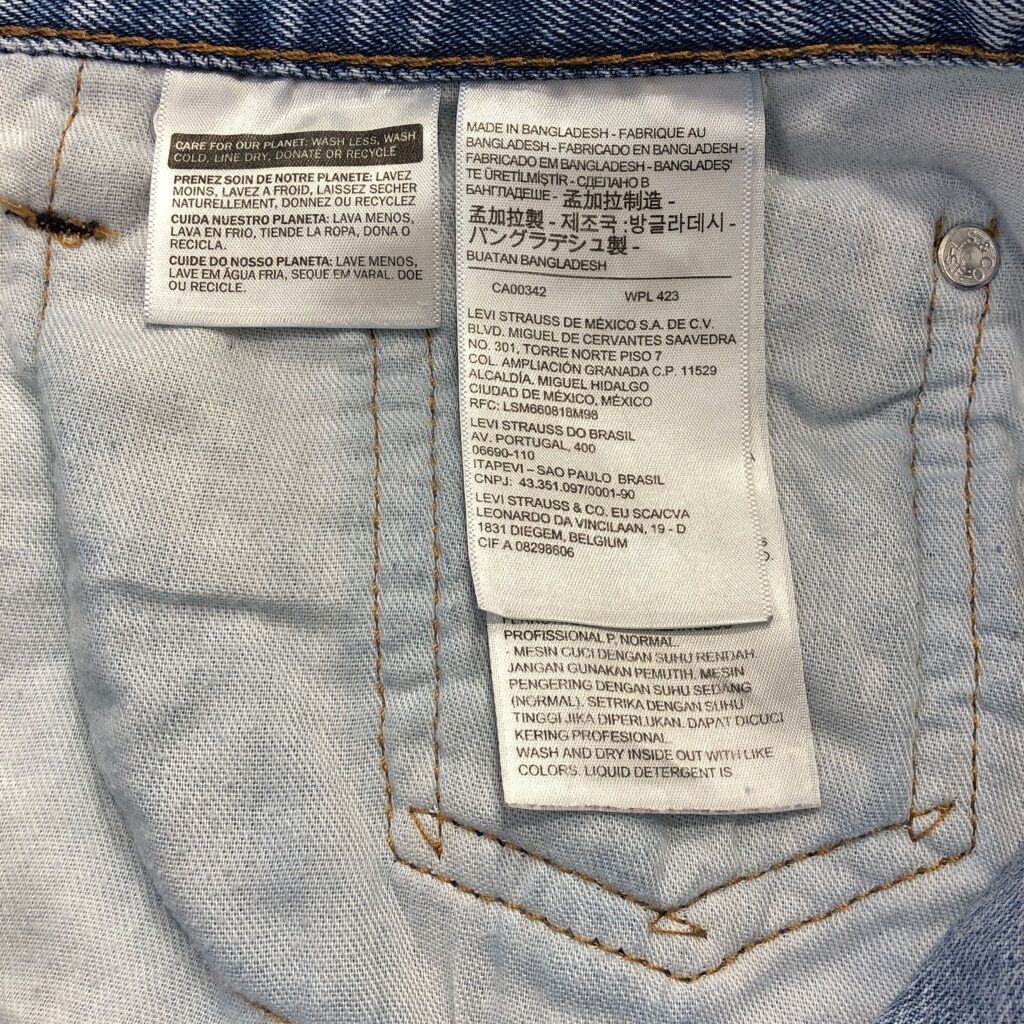 CARE FOR OUR PLANET: WASH LESS, WASH
COLD, LINE DRY, DONATE OR RECYCLE
PRENEZ SOIN DE NOTRE PLANETE: LAVEZ
MOINS, LAVEZ A FROID, LAISSEZ SECHER
NATURELLEMENT, DONNEZ OU RECYCLEZ
CUIDA NUESTRO PLANETA: LAVA MENOS,
LAVA EN FRIO, TIENDE LA ROPA, DONA O
RECICLA.
CUIDE DO NOSSO PLANETA: LAVE MENOS,
LAVE EM ÁGUA FRIA, SEQUE EM VARAL. DOE
OU RECICLE.
MADE IN BANGLADESH - FABRIQUE AU
BANGLADESH - FABRICADO EN BANGLADESH -
FABRICADO EM BANGLADESH - BANGLADEŞ'
TE ÜRETİLMİŞTİR - СДЕЛАНО В
БАНГЛАДЕШЕ - 孟加拉制造 -
孟加拉製 - 제조국 :방글라데시 -
バングラデシュ製 -
BUATAN BANGLADESH
CA00342 WPL 423
LEVI STRAUSS DE MÉXICO S.A. DE C.V.
BLVD. MIGUEL DE CERVANTES SAAVEDRA
NO. 301, TORRE NORTE PISO 7
COL. AMPLIACIÓN GRANADA C.P. 11529
ALCALDÍA. MIGUEL HIDALGO
CIUDAD DE MÉXICO, MÉXICO
RFC: LSM660818M98
LEVI STRAUSS DO BRASIL
AV. PORTUGAL, 400
06690-110
ITAPEVI – SAO PAULO BRASIL
CNPJ: 43.351.097/0001-90
LEVI STRAUSS & CO. EU SCA/CVA
LEONARDO DA VINCILAAN, 19 - D
1831 DIEGEM, BELGIUM
CIF A 08298606
PROFISSIONAL P, NORMAL.
- MESIN CUCI DENGAN SUHU RENDAH
JANGAN GUNAKAN PEMUTIH. MESIN
PENGERING DENGAN SUHU SEDANG
(NORMAL). SETRIKA DENGAN SUHU
TINGGI JIKA DIPERLUKAN. DAPAT DICUCI
KERING PROFESIONAL
WASH AND DRY INSIDE OUT WITH LIKE
COLORS. LIQUID DETERGENT IS